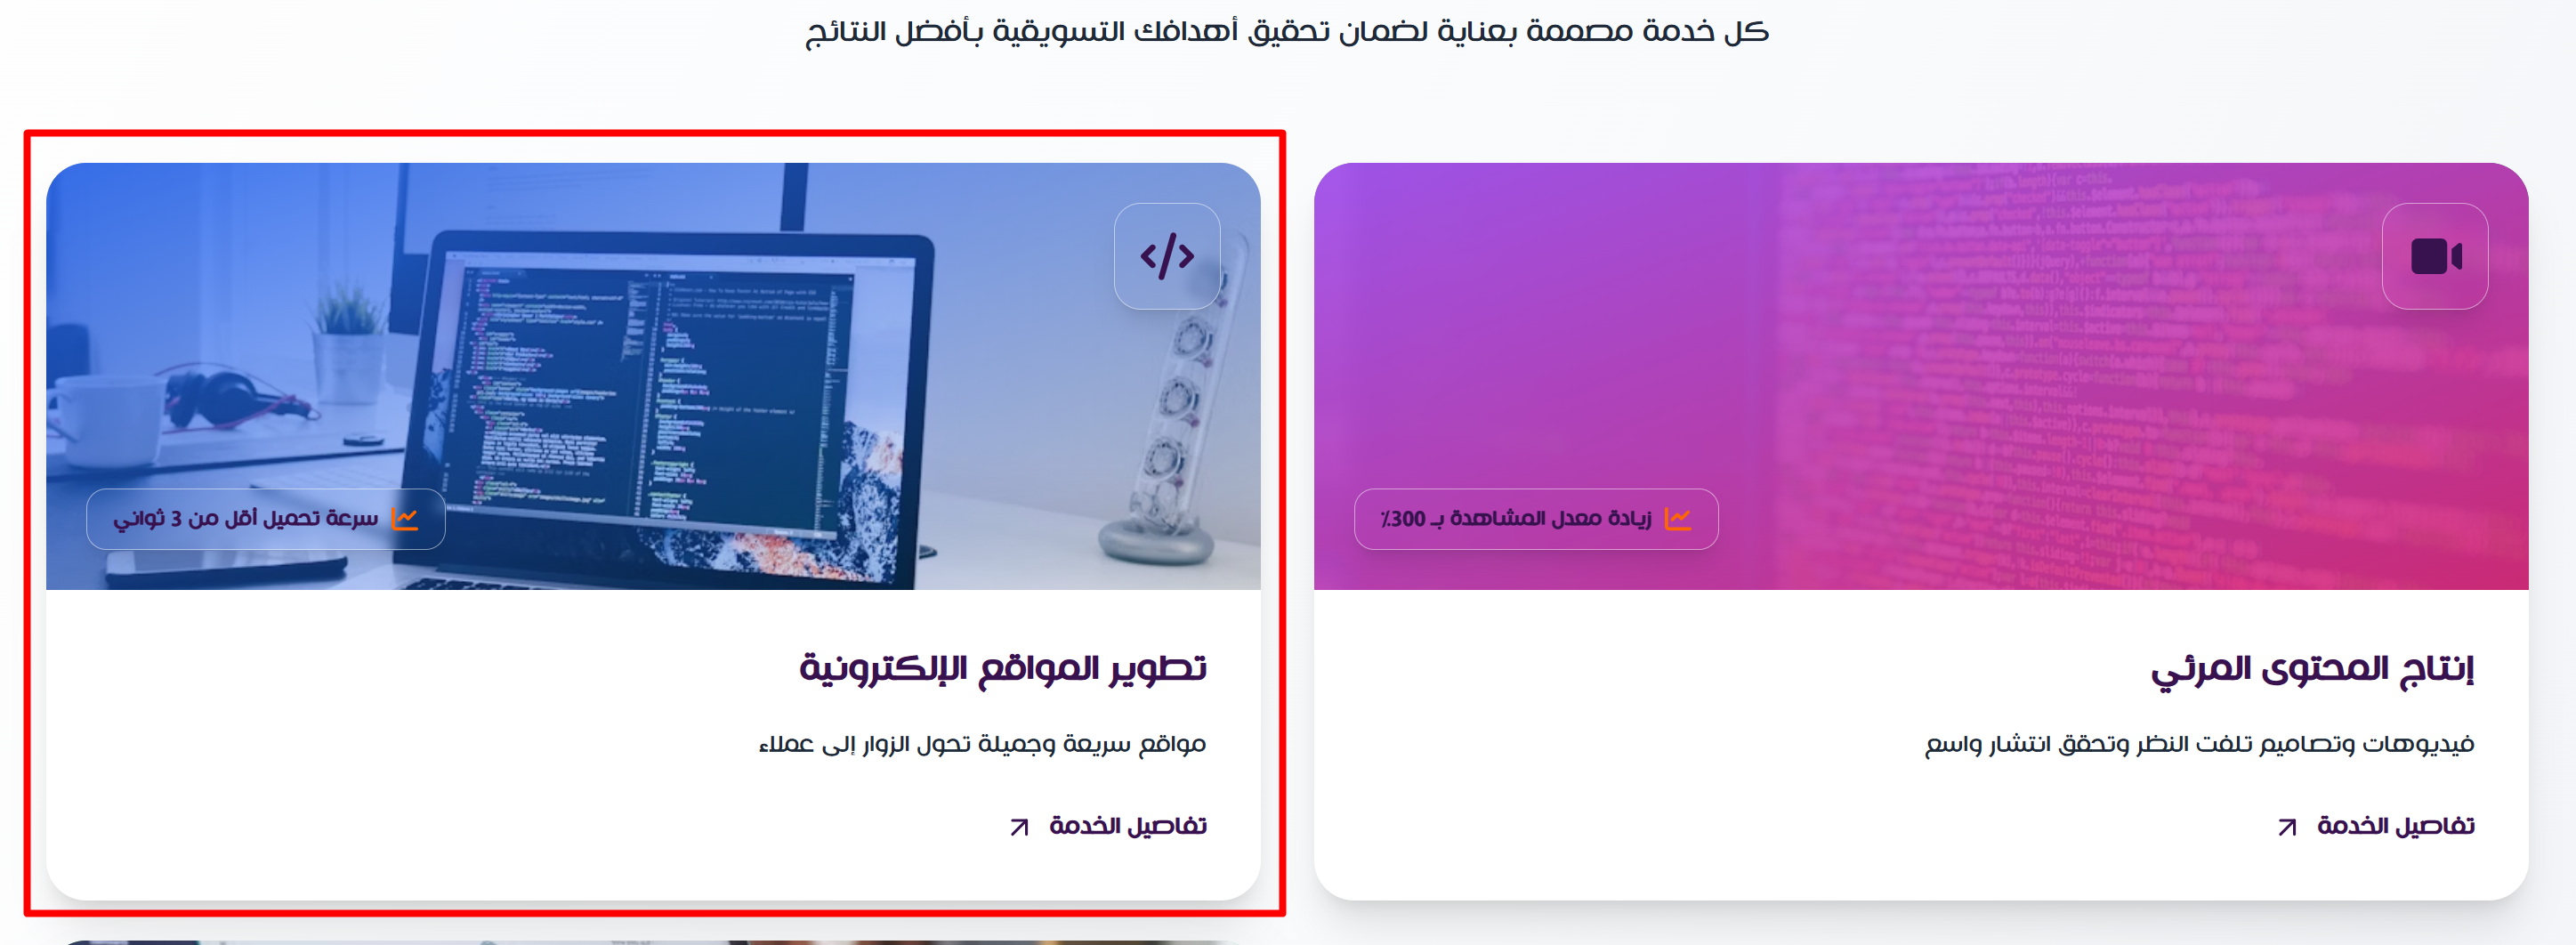 كل خدمة مصممة بعناية لضمان تحقيق أهدافك التسويقية بأفضل النتائج
زيادة معدل المشاهدة بـ 300٪
إنتاج المحتوى المرئي
فيديوهات وتصاميم تلفت النظر وتحقق انتشار واسع
تفاصيل الخدمة
</>
سرعة تحميل أقل من 3 ثواني
تطوير المواقع الإلكترونية
مواقع سريعة وجميلة تحول الزوار إلى عملاء
تفاصيل الخدمة